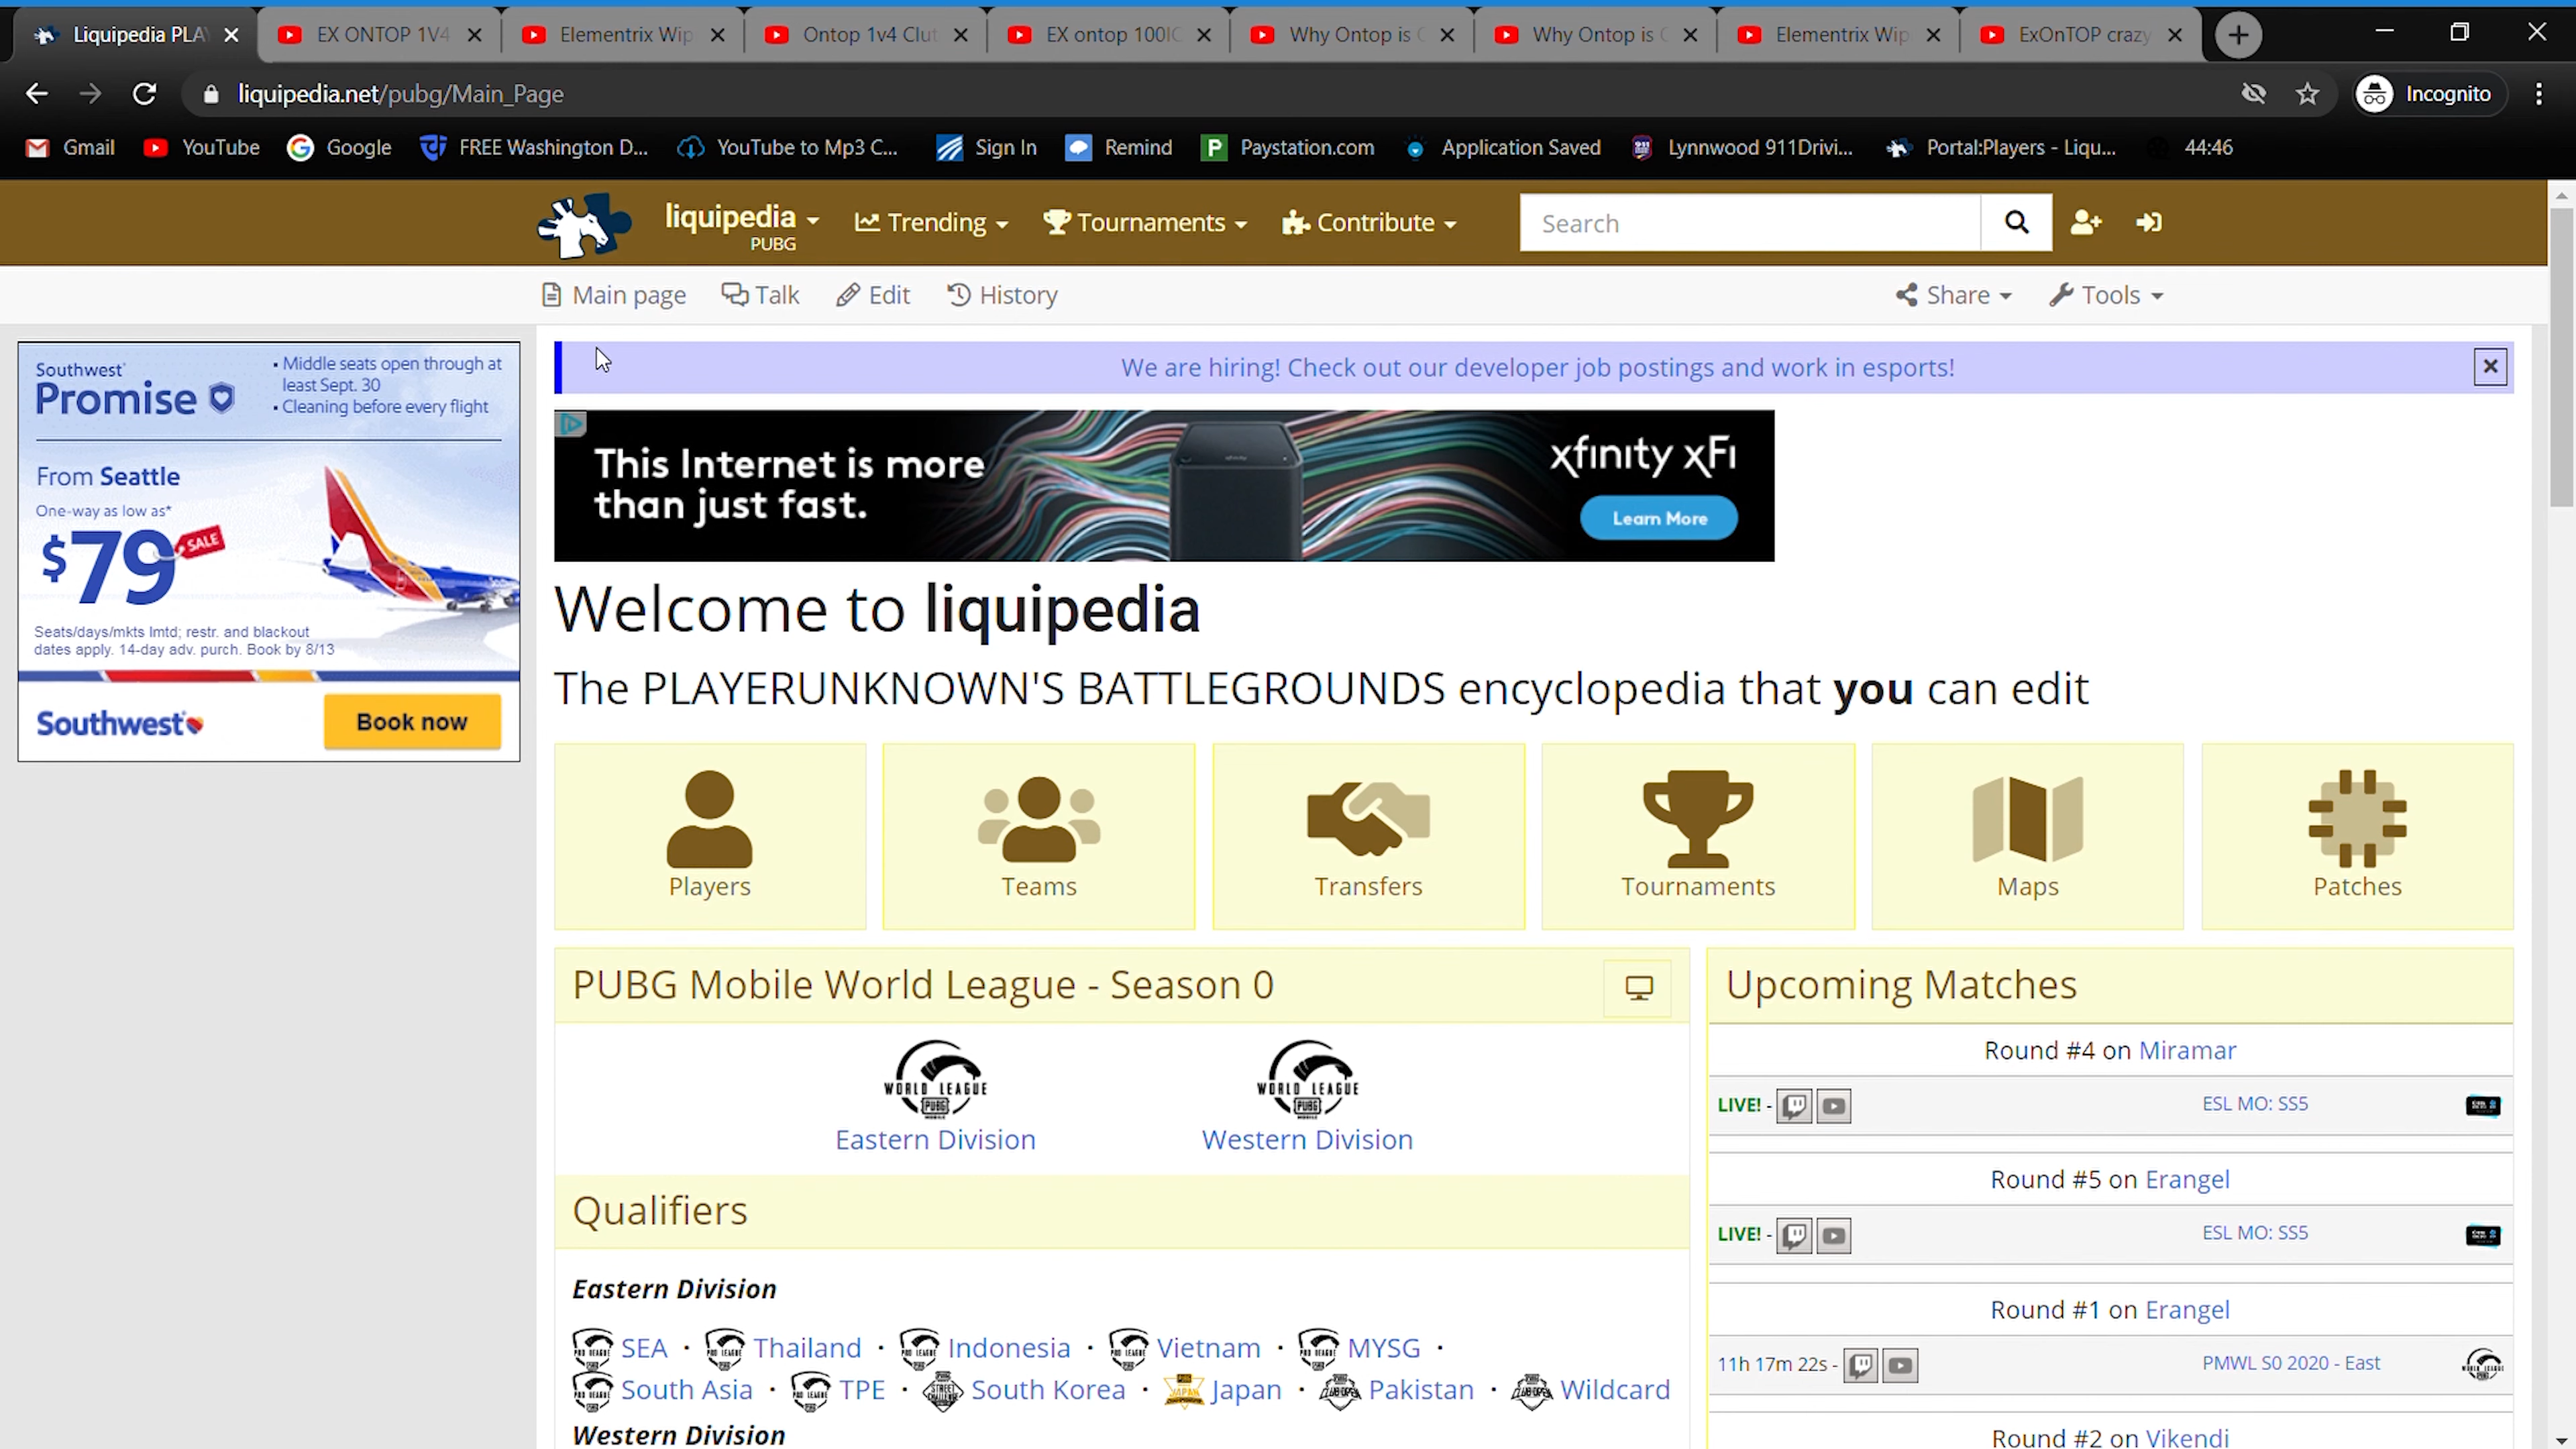 Liquipedia PLA
EX ONTOP 1V4
Elementrix Wip
Ontop 1v4 Clut
EX ontop 100IC
Why Ontop is
Why Ontop is
Elementrix Wip
ExOnTOP crazy
liquipedia.net/pubg/Main_Page
Incognito
Gmail
YouTube
Google
FREE Washington D...
YouTube to Mp3 C...
Sign In
Remind
Paystation.com
Application Saved
Lynnwood 911Drivi...
Portal:Players - Liqu...
44:46
liquipedia
PUBG
Trending
Tournaments
Contribute
Search
Main page
Talk
Edit
History
Share
Tools
Southwest®
Promise
• Middle seats open through at
least Sept. 30
• Cleaning before every flight
From Seattle
One-way as low as*
$79
SALE
Seats/days/mkts lmtd; restr. and blackout
dates apply. 14-day adv. purch. Book by 8/13
Southwest
Book now
We are hiring! Check out our developer job postings and work in esports!
This Internet is more
than just fast.
xfinity xFi
Learn More
Welcome to liquipedia
The PLAYERUNKNOWN'S BATTLEGROUNDS encyclopedia that you can edit
Players
Teams
Transfers
Tournaments
Maps
Patches
PUBG Mobile World League - Season 0
WORLD LEAGUE
PUBG
MOBILE
Eastern Division
WORLD LEAGUE
PUBG
MOBILE
Western Division
Qualifiers
Eastern Division
SEA · Thailand · Indonesia · Vietnam · MYSG ·
South Asia · TPE · South Korea · Japan · Pakistan · Wildcard
Western Division
Upcoming Matches
Round #4 on Miramar
LIVE! -
ESL MO: SS5
Round #5 on Erangel
LIVE! -
ESL MO: SS5
Round #1 on Erangel
11h 17m 22s -
PMWL S0 2020 - East
Round #2 on Vikendi